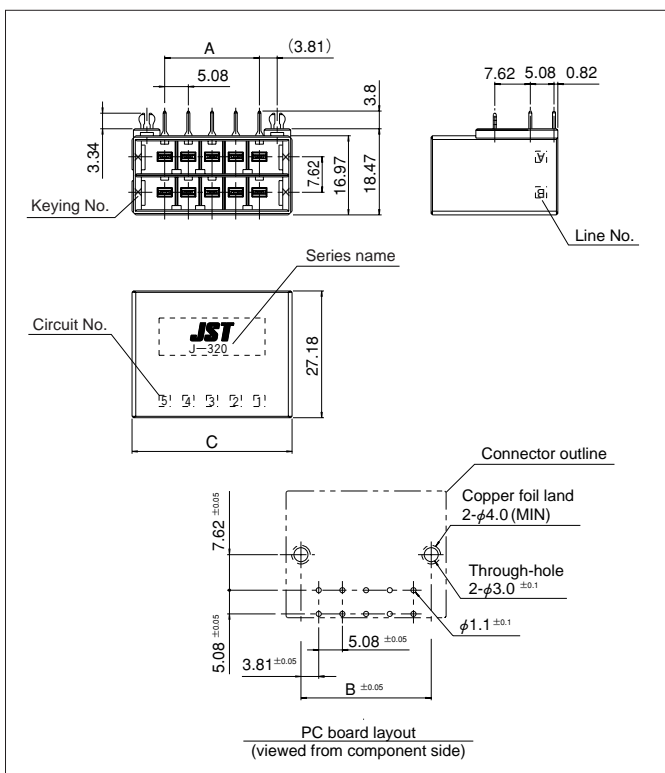 A
(3.81)
5.08
3.8
3.34
7.62
16.97
18.47
Keying No.
7.62
5.08
0.82
A
B
Line No.
Series name
Circuit No.
JST
J-320
5 4 3 2 1
27.18
C
Connector outline
Copper foil land
2-φ4.0 (MIN)
Through-hole
2-φ3.0 ±0.1
φ1.1 ±0.1
7.62 ±0.05
5.08 ±0.05
5.08 ±0.05
3.81 ±0.05
B ±0.05
PC board layout
(viewed from component side)